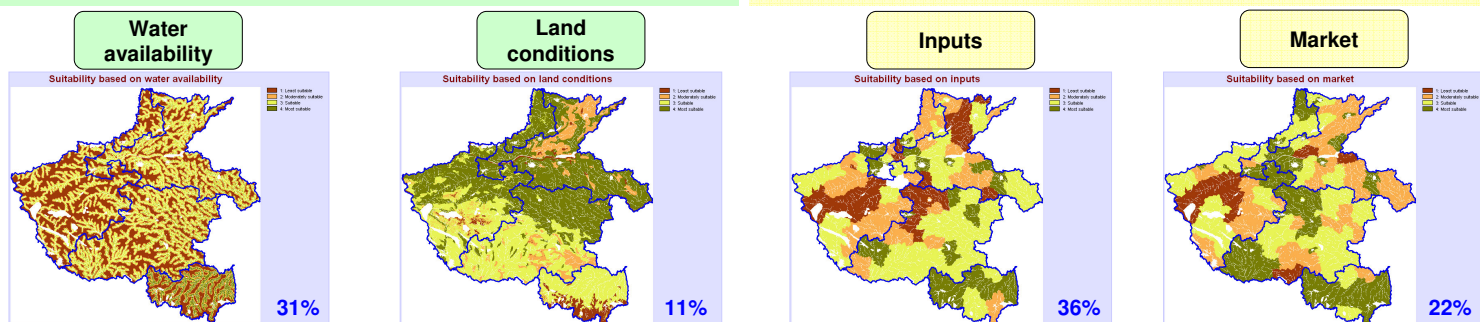 Water
availability
Land
conditions
Inputs
Market
Suitability based on water availability
1: Least suitable
2: Moderately suitable
3: Suitable
4: Most suitable
31%
Suitability based on land conditions
1: Least suitable
2: Moderately suitable
3: Suitable
4: Most suitable
11%
Suitability based on inputs
1: Least suitable
2: Moderately suitable
3: Suitable
4: Most suitable
36%
Suitability based on market
1: Least suitable
2: Moderately suitable
3: Suitable
4: Most suitable
22%